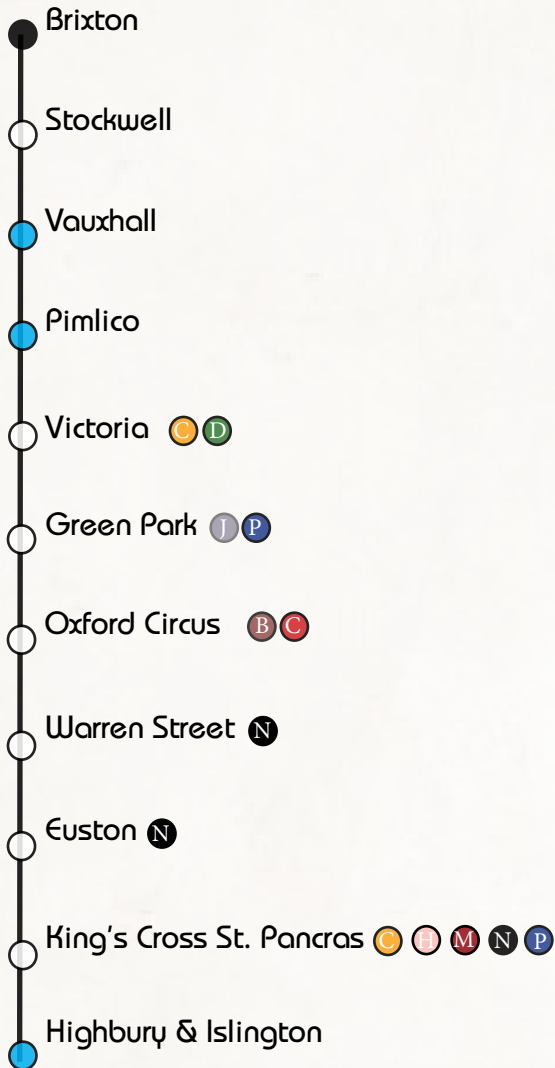 Brixton
Stockwell
Vauxhall
Pimlico
Victoria C D
Green Park J P
Oxford Circus B C
Warren Street N
Euston N
King's Cross St. Pancras C H M N P
Highbury & Islington